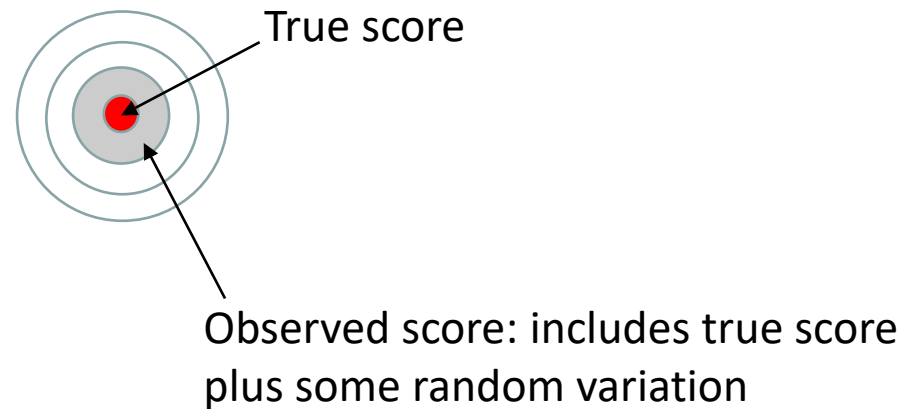 True score
Observed score: includes true score
plus some random variation